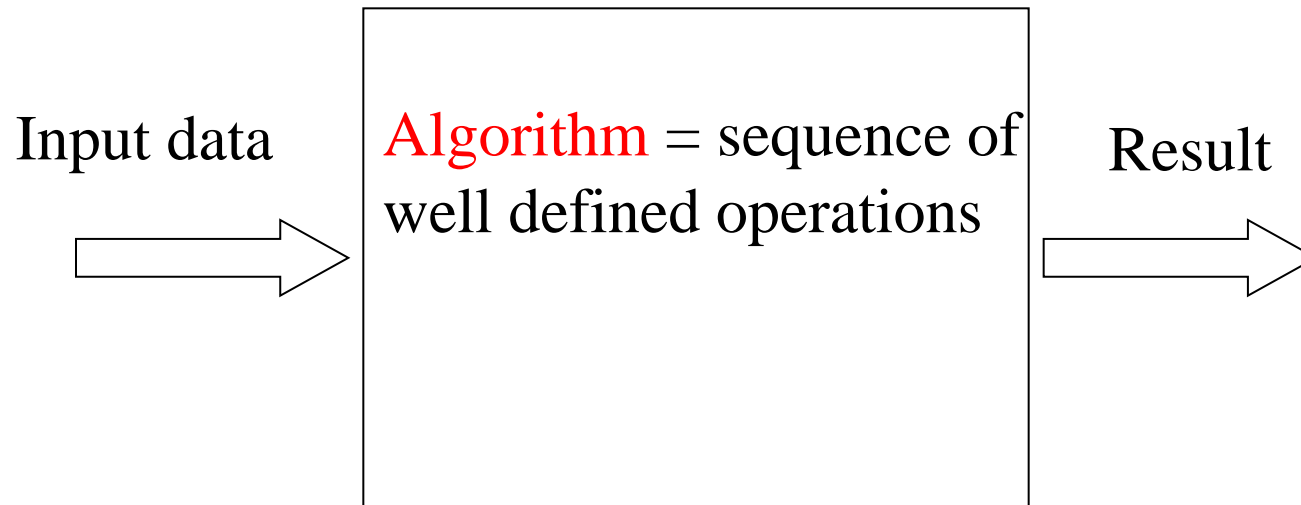 Input data
Algorithm = sequence of
well defined operations
Result